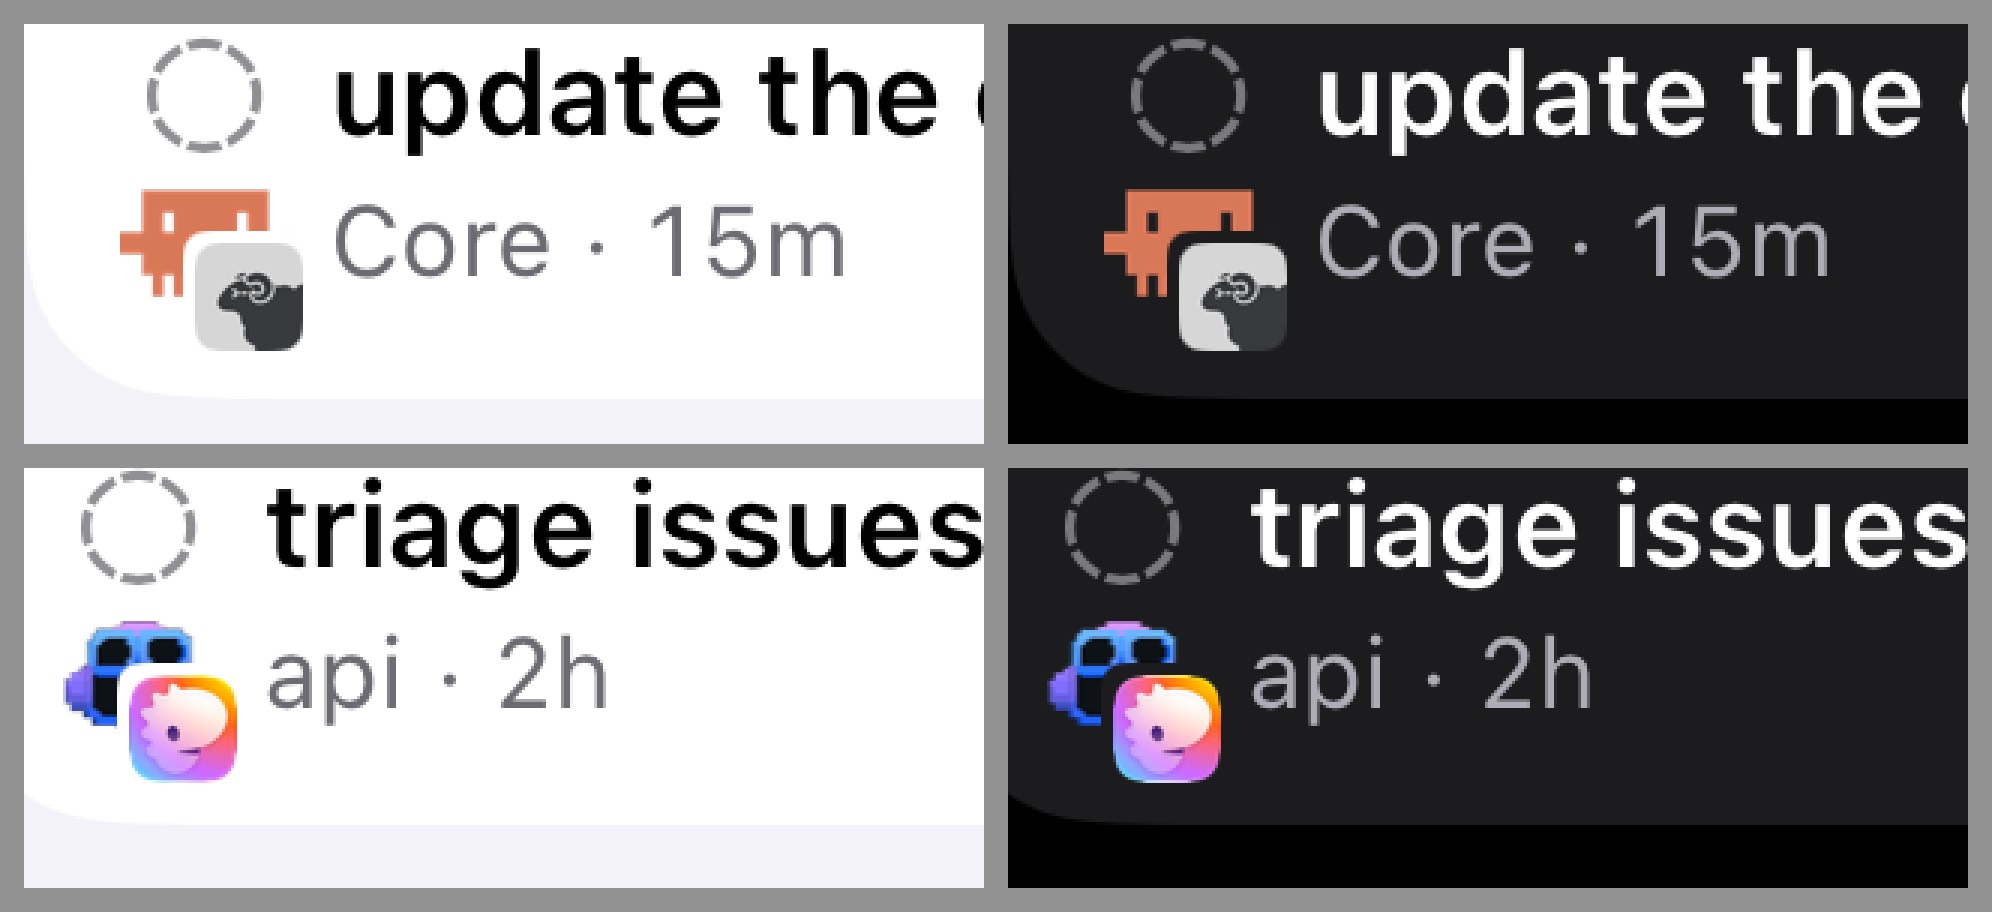 update the
Core · 15m
update the
Core · 15m
triage issues
api · 2h
triage issues
api · 2h